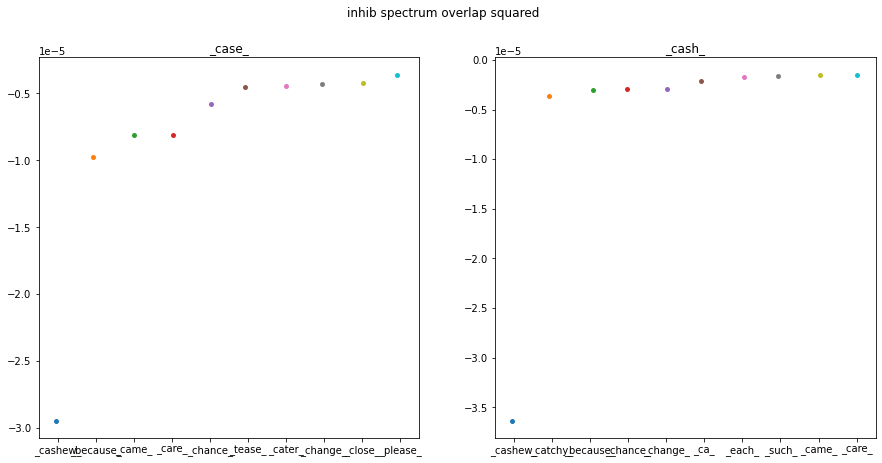 inhib spectrum overlap squared
_case_
1e−5
−0.5
−1.0
−1.5
−2.0
−2.5
−3.0
_cashew_ _because_ _came_ _care_ _chance_ _tease_ _cater_ _change_ _close_ _please_
_cash_
1e−5
0.0
−0.5
−1.0
−1.5
−2.0
−2.5
−3.0
−3.5
_cashew_ _catchy_ _because_ _chance_ _change_ _ca_ _each_ _such_ _came_ _care_